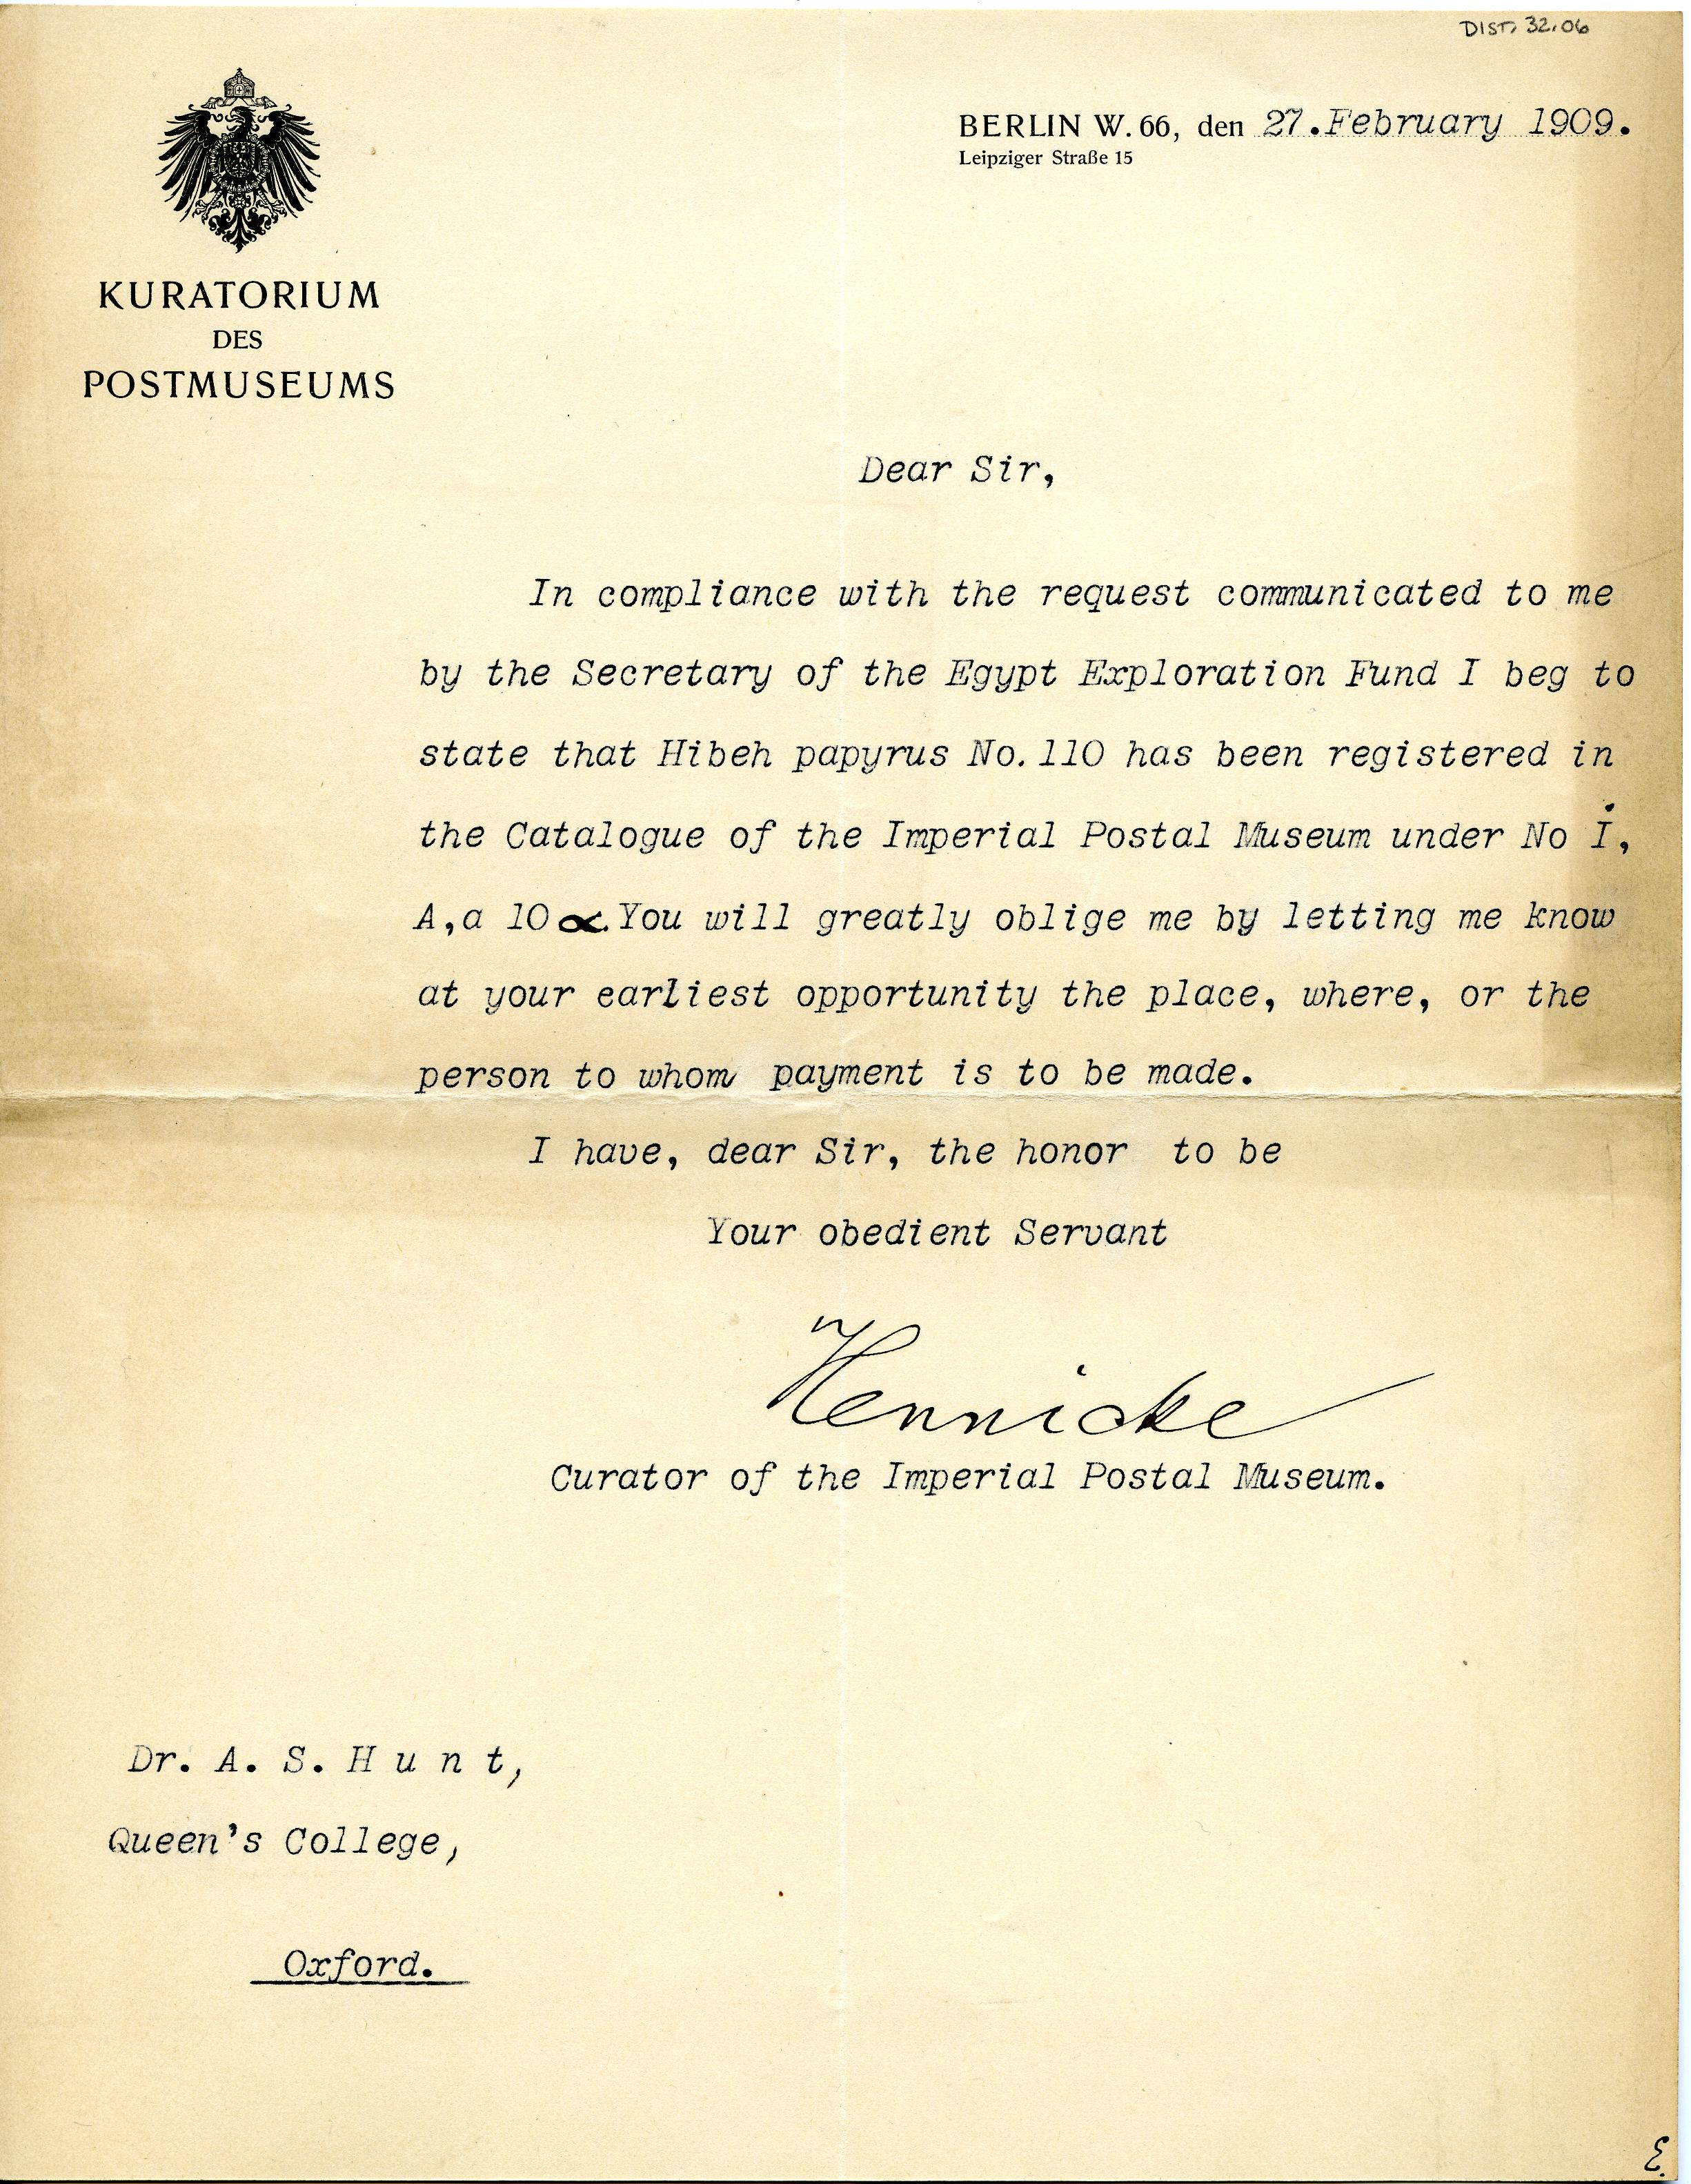 DIST. 32.06
BERLIN W. 66, den 27. February 1909.
Leipziger Straße 15
KURATORIUM
DES
POSTMUSEUMS
Dear Sir,
In compliance with the request communicated to me
by the Secretary of the Egypt Exploration Fund I beg to
state that Hibeh papyrus No. 110 has been registered in
the Catalogue of the Imperial Postal Museum under No İ,
A,a 10 α. You will greatly oblige me by letting me know
at your earliest opportunity the place, where, or the
person to whom payment is to be made.
I have, dear Sir, the honor to be
Your obedient Servant
Hennicke
Curator of the Imperial Postal Museum.
Dr. A. S. H u n t,
Queen's College,
Oxford.
E.